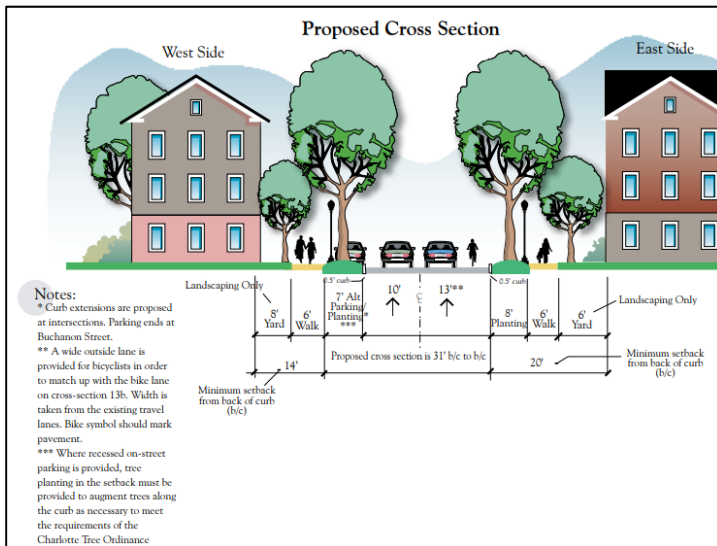 Proposed Cross Section
West Side
East Side
0.5' curb
0.5' curb
Landscaping Only
8'
Yard
6'
Walk
7' Alt
Parking/
Planting*
***
10'
13'**
8'
Planting
6'
Walk
6'
Yard
Landscaping Only
14'
Proposed cross section is 31' b/c to b/c
20'
Minimum setback
from back of curb
(b/c)
Minimum setback
from back of curb
(b/c)
Notes:
* Curb extensions are proposed
at intersections. Parking ends at
Buchanon Street.
** A wide outside lane is
provided for bicyclists in order
to match up with the bike lane
on cross-section 13b. Width is
taken from the existing travel
lanes. Bike symbol should mark
pavement.
*** Where recessed on-street
parking is provided, tree
planting in the setback must be
provided to augment trees along
the curb as necessary to meet
the requirements of the
Charlotte Tree Ordinance